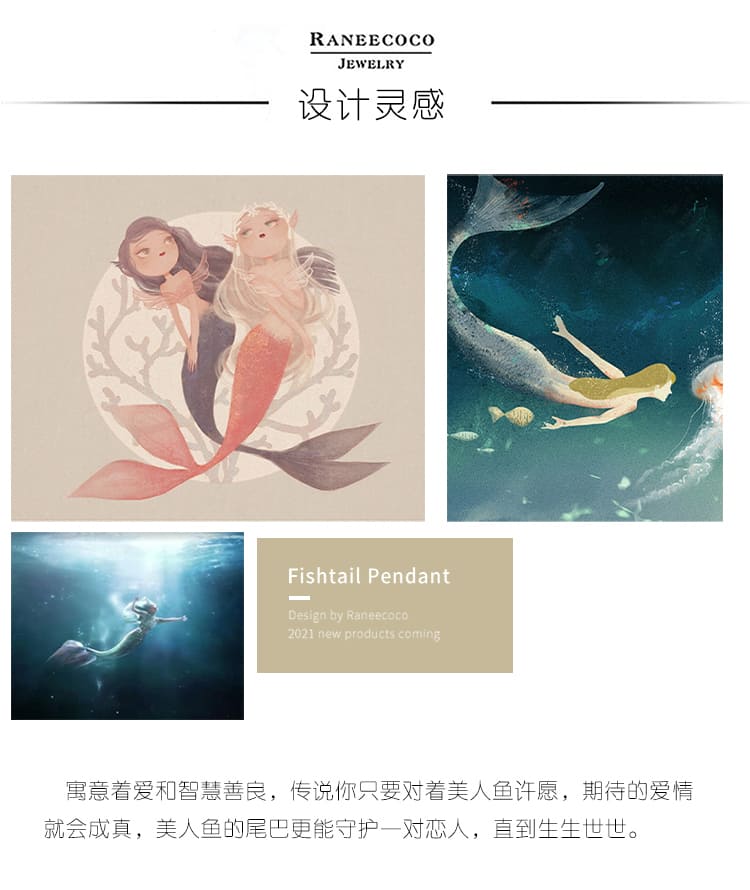 RANEECOCO
JEWELRY
设计灵感
Fishtail Pendant
Design by Raneecoco
2021 new products coming
寓意着爱和智慧善良，传说你只要对着美人鱼许愿，期待的爱情
就会成真，美人鱼的尾巴更能守护一对恋人，直到生生世世。